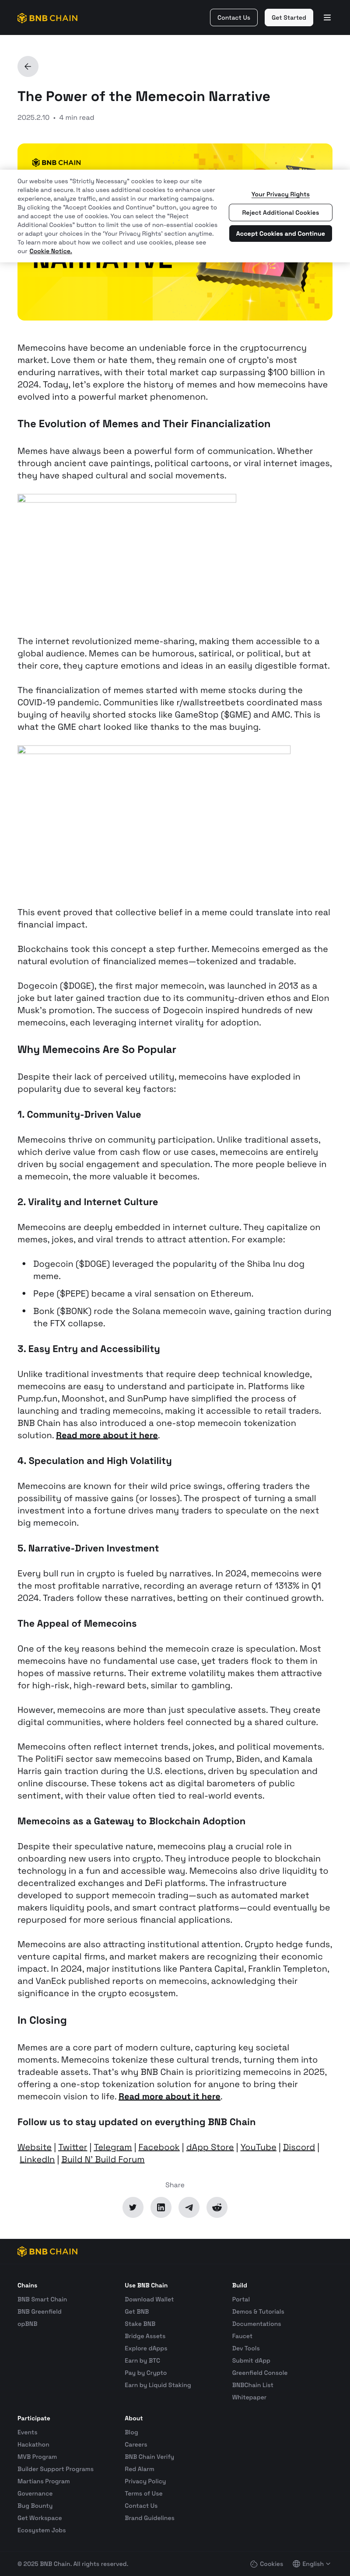 BNB CHAIN
Contact Us
Get Started
The Power of the Memecoin Narrative
2025.2.10 • 4 min read
BNB CHAIN
Our website uses "Strictly Necessary" cookies to keep our site
reliable and secure. It also uses additional cookies to enhance user
experience, analyze traffic, and assist in our marketing campaigns.
By clicking the "Accept Cookies and Continue" button, you agree to
and accept the use of cookies. You can select the "Reject
Additional Cookies" button to limit the use of non-essential cookies
or adapt your choices in the 'Your Privacy Rights' section anytime.
To learn more about how we collect and use cookies, please see
our Cookie Notice.
Your Privacy Rights
Reject Additional Cookies
Accept Cookies and Continue
NARRATIVE
Memecoins have become an undeniable force in the cryptocurrency
market. Love them or hate them, they remain one of crypto's most
enduring narratives, with their total market cap surpassing $100 billion in
2024. Today, let's explore the history of memes and how memecoins have
evolved into a powerful market phenomenon.
The Evolution of Memes and Their Financialization
Memes have always been a powerful form of communication. Whether
through ancient cave paintings, political cartoons, or viral internet images,
they have shaped cultural and social movements.
The internet revolutionized meme-sharing, making them accessible to a
global audience. Memes can be humorous, satirical, or political, but at
their core, they capture emotions and ideas in an easily digestible format.
The financialization of memes started with meme stocks during the
COVID-19 pandemic. Communities like r/wallstreetbets coordinated mass
buying of heavily shorted stocks like GameStop ($GME) and AMC. This is
what the GME chart looked like thanks to the mas buying.
This event proved that collective belief in a meme could translate into real
financial impact.
Blockchains took this concept a step further. Memecoins emerged as the
natural evolution of financialized memes—tokenized and tradable.
Dogecoin ($DOGE), the first major memecoin, was launched in 2013 as a
joke but later gained traction due to its community-driven ethos and Elon
Musk's promotion. The success of Dogecoin inspired hundreds of new
memecoins, each leveraging internet virality for adoption.
Why Memecoins Are So Popular
Despite their lack of perceived utility, memecoins have exploded in
popularity due to several key factors:
1. Community-Driven Value
Memecoins thrive on community participation. Unlike traditional assets,
which derive value from cash flow or use cases, memecoins are entirely
driven by social engagement and speculation. The more people believe in
a memecoin, the more valuable it becomes.
2. Virality and Internet Culture
Memecoins are deeply embedded in internet culture. They capitalize on
memes, jokes, and viral trends to attract attention. For example:
• Dogecoin ($DOGE) leveraged the popularity of the Shiba Inu dog
meme.
• Pepe ($PEPE) became a viral sensation on Ethereum.
• Bonk ($BONK) rode the Solana memecoin wave, gaining traction during
the FTX collapse.
3. Easy Entry and Accessibility
Unlike traditional investments that require deep technical knowledge,
memecoins are easy to understand and participate in. Platforms like
Pump.fun, Moonshot, and SunPump have simplified the process of
launching and trading memecoins, making it accessible to retail traders.
BNB Chain has also introduced a one-stop memecoin tokenization
solution. Read more about it here.
4. Speculation and High Volatility
Memecoins are known for their wild price swings, offering traders the
possibility of massive gains (or losses). The prospect of turning a small
investment into a fortune drives many traders to speculate on the next
big memecoin.
5. Narrative-Driven Investment
Every bull run in crypto is fueled by narratives. In 2024, memecoins were
the most profitable narrative, recording an average return of 1313% in Q1
2024. Traders follow these narratives, betting on their continued growth.
The Appeal of Memecoins
One of the key reasons behind the memecoin craze is speculation. Most
memecoins have no fundamental use case, yet traders flock to them in
hopes of massive returns. Their extreme volatility makes them attractive
for high-risk, high-reward bets, similar to gambling.
However, memecoins are more than just speculative assets. They create
digital communities, where holders feel connected by a shared culture.
Memecoins often reflect internet trends, jokes, and political movements.
The PolitiFi sector saw memecoins based on Trump, Biden, and Kamala
Harris gain traction during the U.S. elections, driven by speculation and
online discourse. These tokens act as digital barometers of public
sentiment, with their value often tied to real-world events.
Memecoins as a Gateway to Blockchain Adoption
Despite their speculative nature, memecoins play a crucial role in
onboarding new users into crypto. They introduce people to blockchain
technology in a fun and accessible way. Memecoins also drive liquidity to
decentralized exchanges and DeFi platforms. The infrastructure
developed to support memecoin trading—such as automated market
makers, liquidity pools, and smart contract platforms—could eventually be
repurposed for more serious financial applications.
Memecoins are also attracting institutional attention. Crypto hedge funds,
venture capital firms, and market makers are recognizing their economic
impact. In 2024, major institutions like Pantera Capital, Franklin Templeton,
and VanEck published reports on memecoins, acknowledging their
significance in the crypto ecosystem.
In Closing
Memes are a core part of modern culture, capturing key societal
moments. Memecoins tokenize these cultural trends, turning them into
tradeable assets. That's why BNB Chain is prioritizing memecoins in 2025,
offering a one-stop tokenization solution for anyone to bring their
memecoin vision to life. Read more about it here.
Follow us to stay updated on everything BNB Chain
Website | Twitter | Telegram | Facebook | dApp Store | YouTube | Discord |
LinkedIn | Build N' Build Forum
Share
BNB CHAIN
Chains
BNB Smart Chain
BNB Greenfield
opBNB
Use BNB Chain
Download Wallet
Get BNB
Stake BNB
Bridge Assets
Explore dApps
Earn by BTC
Pay by Crypto
Earn by Liquid Staking
Build
Portal
Demos & Tutorials
Documentations
Faucet
Dev Tools
Submit dApp
Greenfield Console
BNBChain List
Whitepaper
Participate
Events
Hackathon
MVB Program
Builder Support Programs
Martians Program
Governance
Bug Bounty
Get Workspace
Ecosystem Jobs
About
Blog
Careers
BNB Chain Verify
Red Alarm
Privacy Policy
Terms of Use
Contact Us
Brand Guidelines
© 2025 BNB Chain. All rights reserved.
Cookies
English